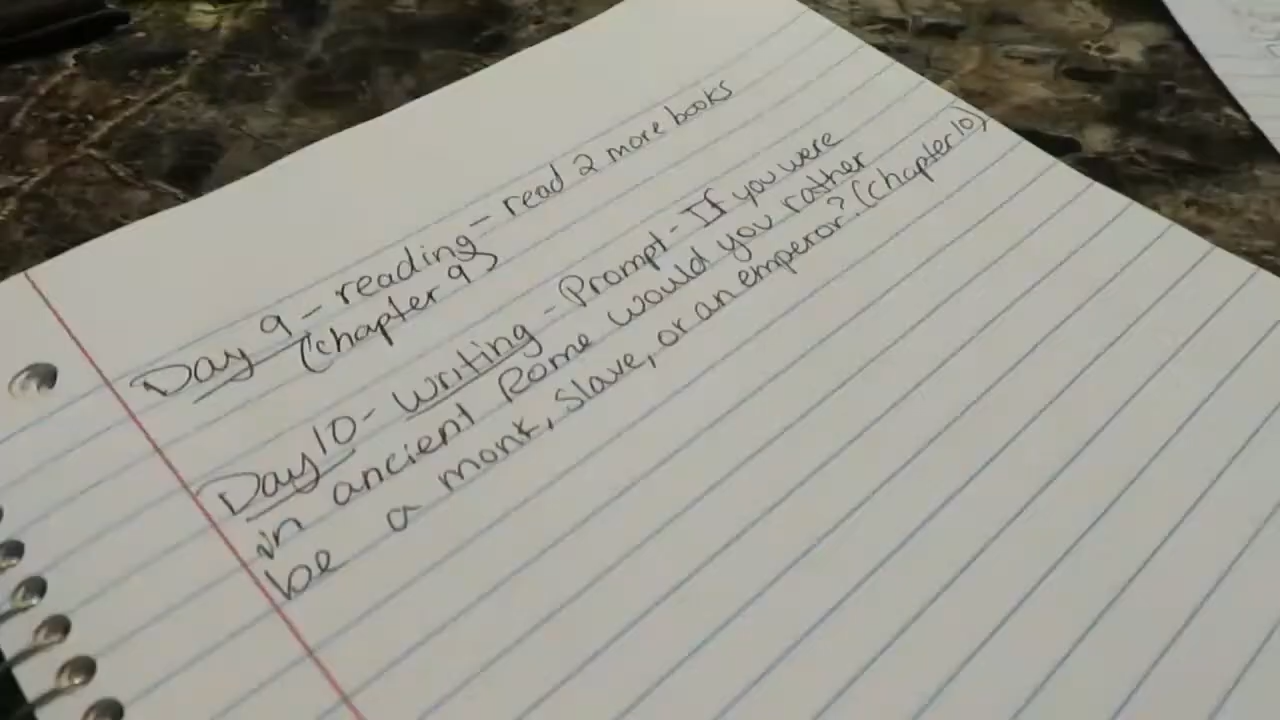 Day 9 - reading - read 2 more books
(chapter 9)
Day 10 - Writing - Prompt - If you were
in ancient Rome would you rather
be a monk, slave, or an emperor? (chapter 10)